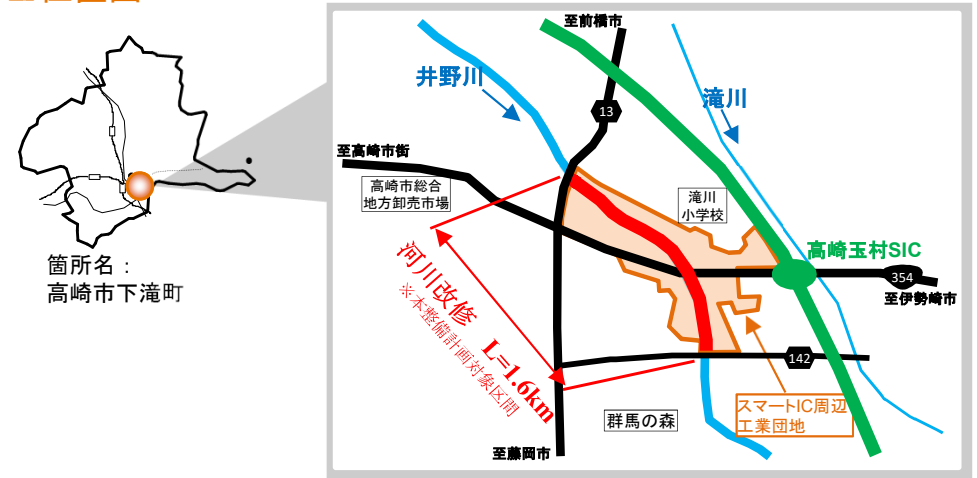 箇所名：
高崎市下滝町
至前橋市
井野川
滝川
13
至高崎市街
高崎市総合
地方卸売市場
滝川
小学校
高崎玉村SIC
354
至伊勢崎市
河川改修　L=1.6km
※本整備計画対象区間
142
スマートIC周辺
工業団地
群馬の森
至藤岡市